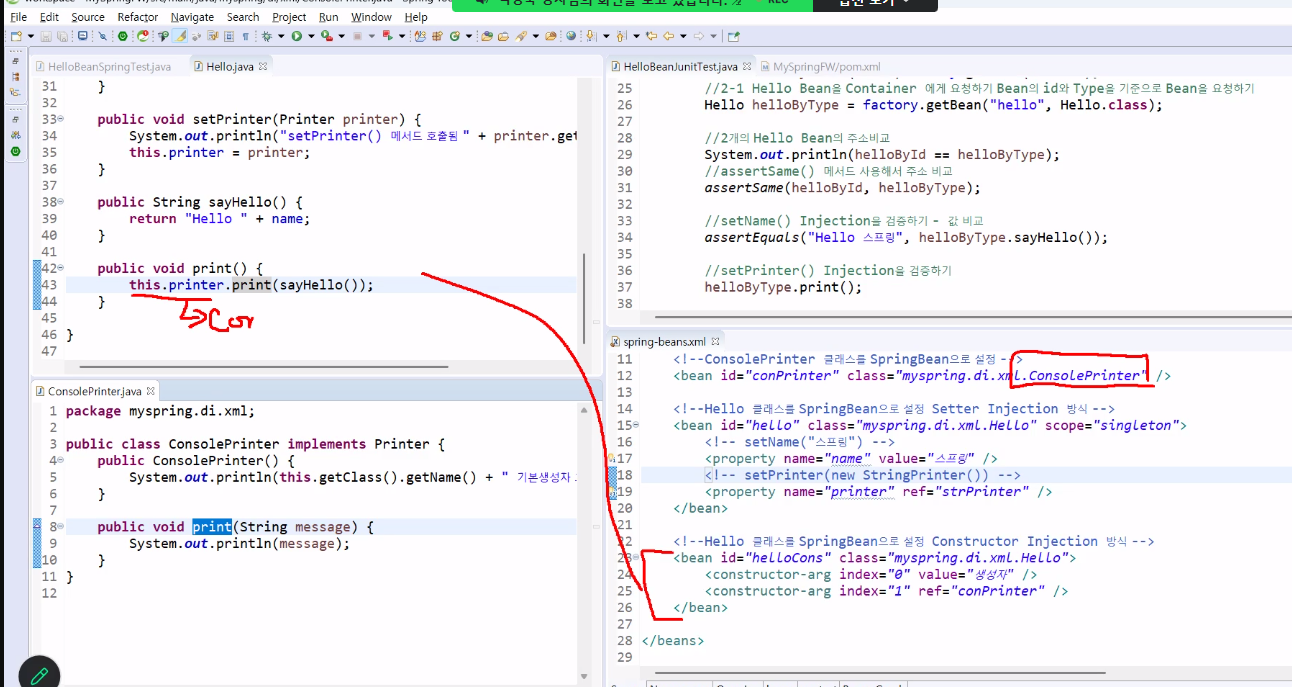 File Edit Source Refactor Navigate Search Project Run Window Help
HelloBeanSpringTest.java Hello.java
31 }
32
33 public void setPrinter(Printer printer) {
34 System.out.println("setPrinter() 메서드 호출됨 " + printer.get
35 this.printer = printer;
36 }
37
38 public String sayHello() {
39 return "Hello " + name;
40 }
41
42 public void print() {
43 this.printer.print(sayHello());
44 }
45
46 }
47
Con
ConsolePrinter.java
1 package myspring.di.xml;
2
3 public class ConsolePrinter implements Printer {
4 public ConsolePrinter() {
5 System.out.println(this.getClass().getName() + " 기본생성자
6 }
7
8 public void print(String message) {
9 System.out.println(message);
10 }
11 }
12
HelloBeanJunitTest.java MySpringFW/pom.xml
25 //2-1 Hello Bean을 Container 에게 요청하기 Bean의 id와 Type을 기준으로 Bean을 요청하기
26 Hello helloByType = factory.getBean("hello", Hello.class);
27
28 //2개의 Hello Bean의 주소비교
29 System.out.println(helloById == helloByType);
30 //assertSame() 메서드 사용해서 주소 비교
31 assertSame(helloById, helloByType);
32
33 //setName() Injection을 검증하기 - 값 비교
34 assertEquals("Hello 스프링", helloByType.sayHello());
35
36 //setPrinter() Injection을 검증하기
37 helloByType.print();
38
spring-beans.xml
11 <!--ConsolePrinter 클래스를 SpringBean으로 설정 -->
12 <bean id="conPrinter" class="myspring.di.xml.ConsolePrinter" />
13
14 <!--Hello 클래스를 SpringBean으로 설정 Setter Injection 방식 -->
15 <bean id="hello" class="myspring.di.xml.Hello" scope="singleton">
16 <!-- setName("스프링") -->
17 <property name="name" value="스프링" />
18 <!-- setPrinter(new StringPrinter()) -->
19 <property name="printer" ref="strPrinter" />
20 </bean>
21
22 <!--Hello 클래스를 SpringBean으로 설정 Constructor Injection 방식 -->
23 <bean id="helloCons" class="myspring.di.xml.Hello">
24 <constructor-arg index="0" value="생성자" />
25 <constructor-arg index="1" ref="conPrinter" />
26 </bean>
27
28 </beans>
29